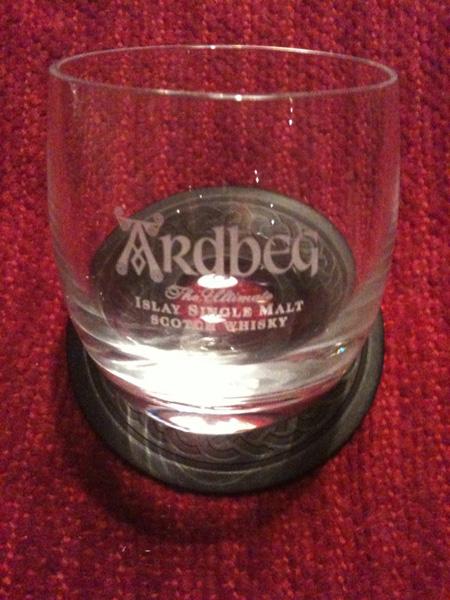 ARDBEG
The Ultimate
ISLAY SINGLE MALT
SCOTCH WHISKY